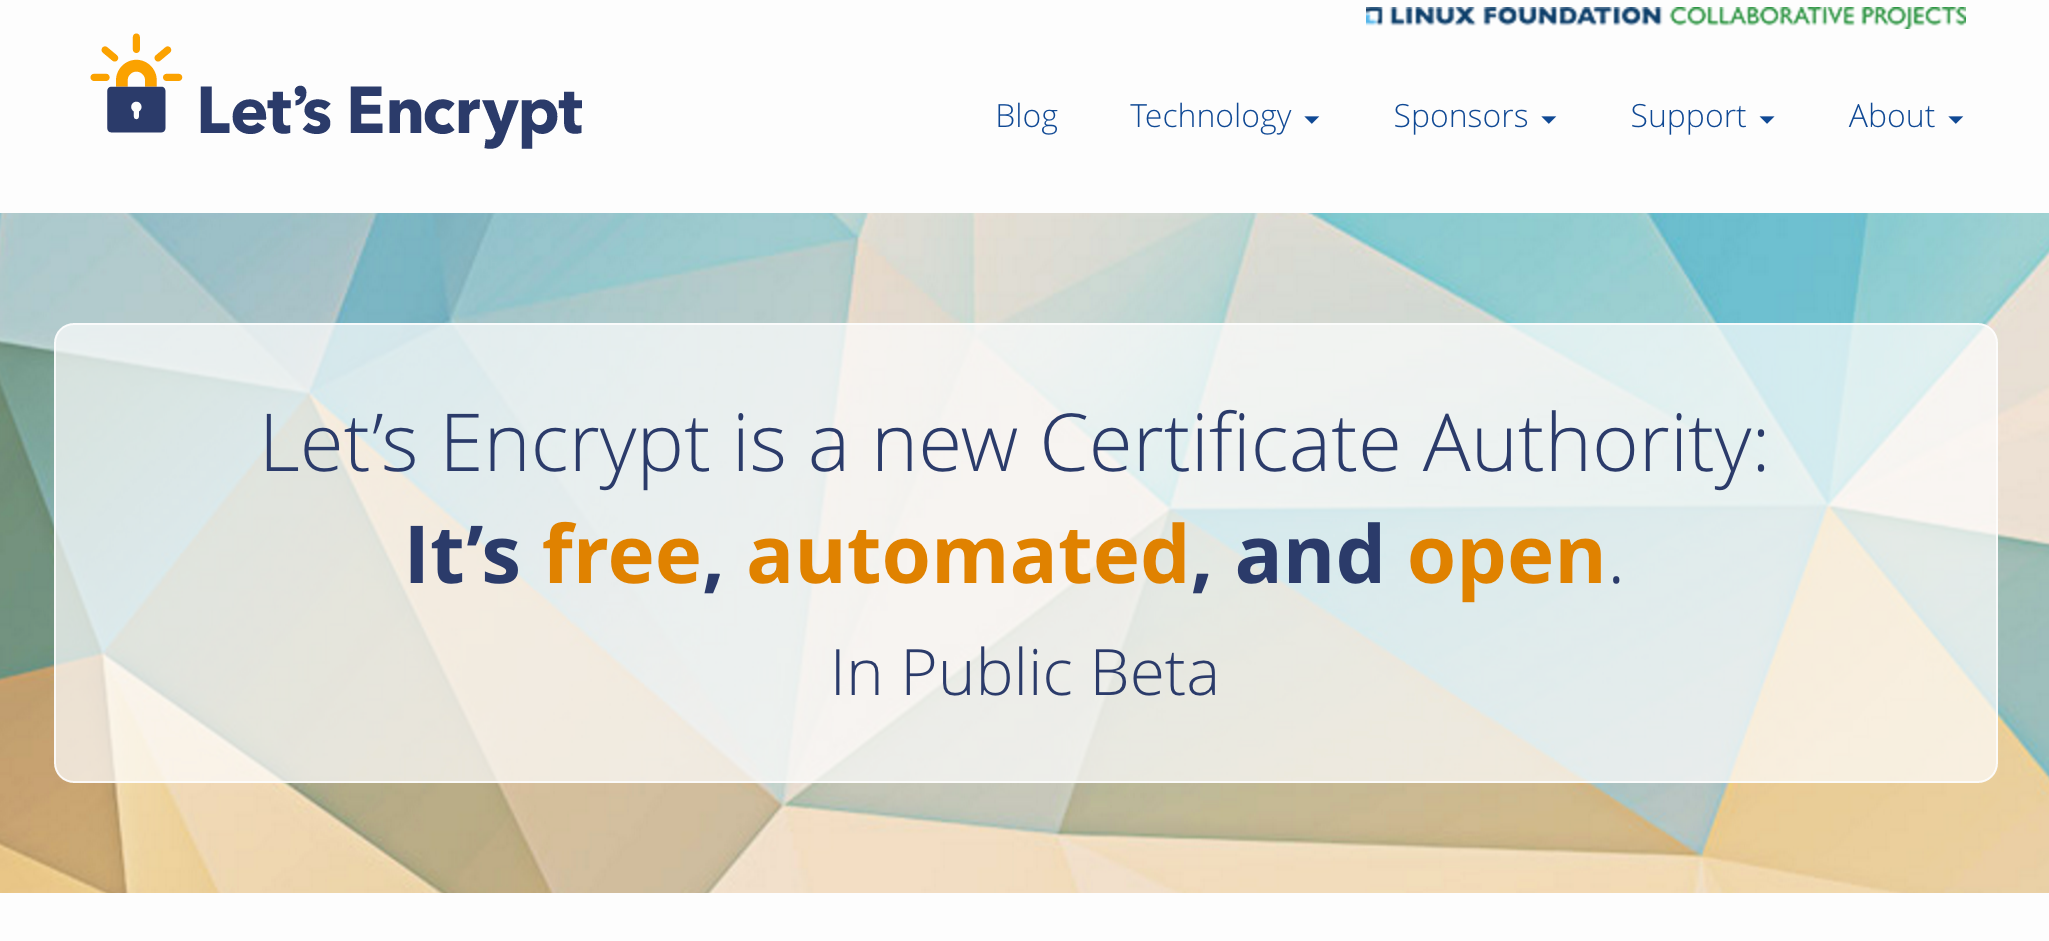 LINUX FOUNDATION COLLABORATIVE PROJECTS
Let's Encrypt
Blog Technology Sponsors Support About
Let's Encrypt is a new Certificate Authority:
It's free, automated, and open.
In Public Beta